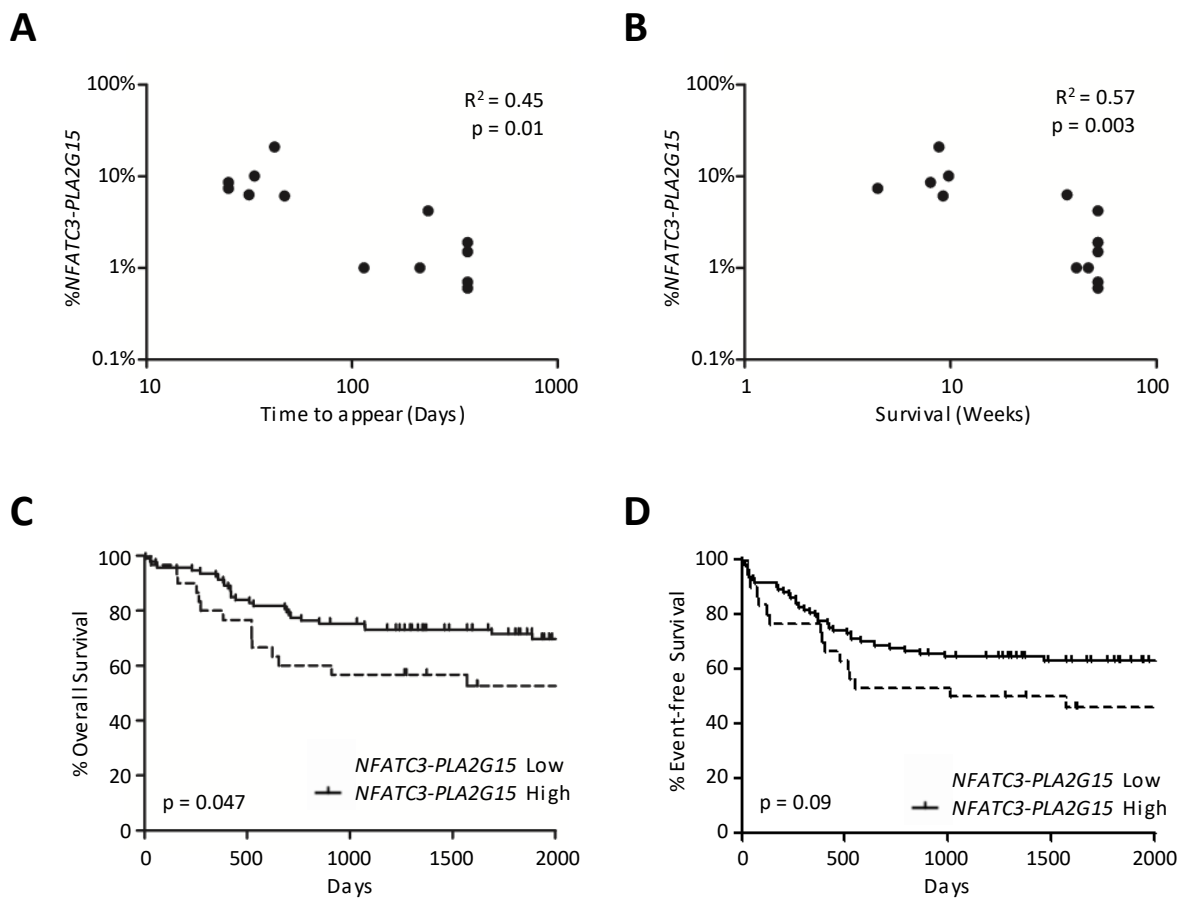 A
100%
10%
1%
0.1%
%NFATC3-PLA2G15
R² = 0.45
p = 0.01
10
100
1000
Time to appear (Days)
B
100%
10%
1%
0.1%
%NFATC3-PLA2G15
R² = 0.57
p = 0.003
1
10
100
Survival (Weeks)
C
100
80
60
40
20
0
% Overall Survival
NFATC3-PLA2G15 Low
NFATC3-PLA2G15 High
p = 0.047
0
500
1000
1500
2000
Days
D
100
80
60
40
20
0
% Event-free Survival
NFATC3-PLA2G15 Low
NFATC3-PLA2G15 High
p = 0.09
0
500
1000
1500
2000
Days